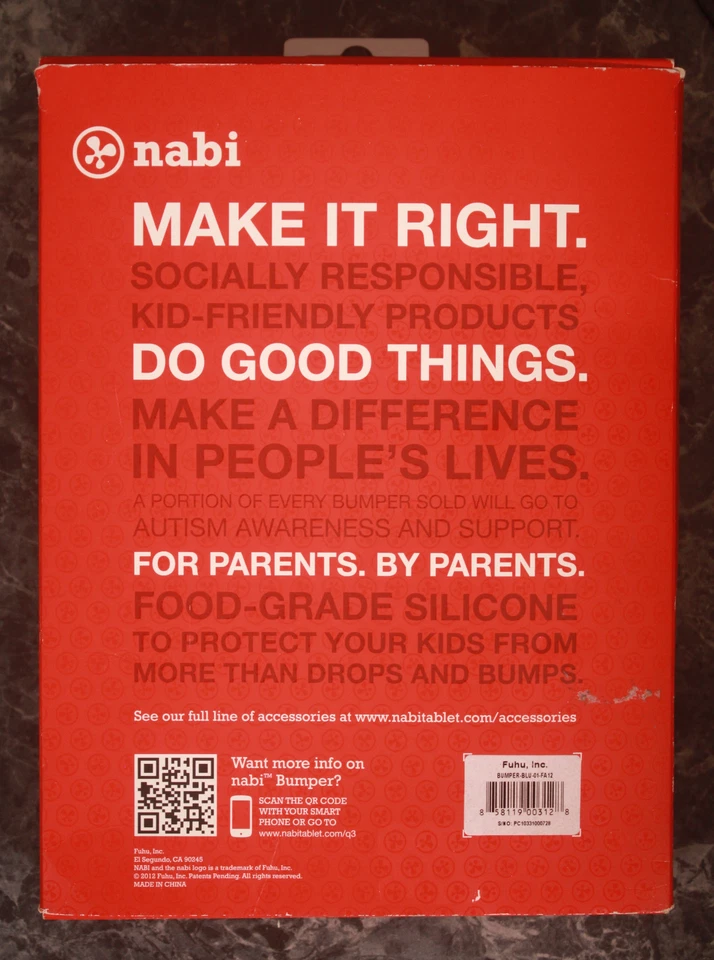 nabi
MAKE IT RIGHT.
SOCIALLY RESPONSIBLE,
KID-FRIENDLY PRODUCTS
DO GOOD THINGS.
MAKE A DIFFERENCE
IN PEOPLE'S LIVES.
A PORTION OF EVERY BUMPER SOLD WILL GO TO
AUTISM AWARENESS AND SUPPORT.
FOR PARENTS. BY PARENTS.
FOOD-GRADE SILICONE
TO PROTECT YOUR KIDS FROM
MORE THAN DROPS AND BUMPS.
See our full line of accessories at www.nabitablet.com/accessories
Want more info on
nabi™ Bumper?
SCAN THE QR CODE
WITH YOUR SMART
PHONE OR GO TO
www.nabitablet.com/q3
Fuhu, Inc.
BUMPER-BLU-01-FA12
8 58119 00312 8
S/NO: PC10331000728
Fuhu, Inc.
El Segundo, CA 90245
NABI and the nabi logo is a trademark of Fuhu, Inc.
© 2012 Fuhu, Inc. Patents Pending. All rights reserved.
MADE IN CHINA